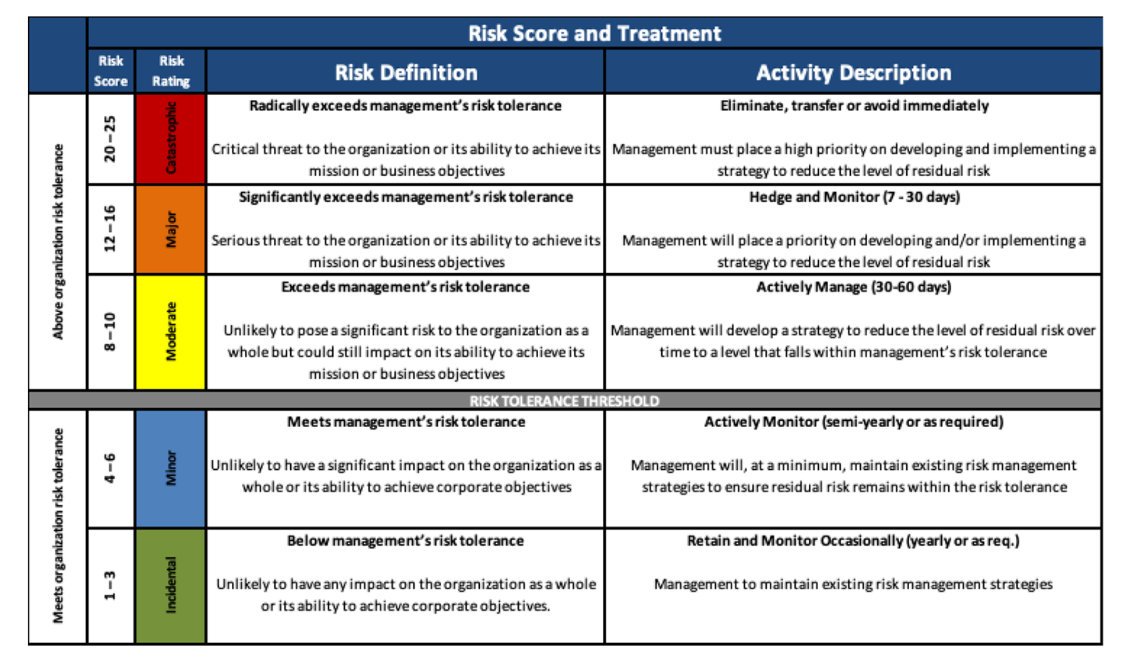 Risk Score and Treatment
Risk
Score
Risk
Rating
Risk Definition
Activity Description
Above organization risk tolerance
20 – 25
Catastrophic
Radically exceeds management's risk tolerance
Critical threat to the organization or its ability to achieve its
mission or business objectives
Eliminate, transfer or avoid immediately
Management must place a high priority on developing and implementing a
strategy to reduce the level of residual risk
12 – 16
Major
Significantly exceeds management's risk tolerance
Serious threat to the organization or its ability to achieve its
mission or business objectives
Hedge and Monitor (7 - 30 days)
Management will place a priority on developing and/or implementing a
strategy to reduce the level of residual risk
8 – 10
Moderate
Exceeds management's risk tolerance
Unlikely to pose a significant risk to the organization as a
whole but could still impact on its ability to achieve its
mission or business objectives
Actively Manage (30-60 days)
Management will develop a strategy to reduce the level of residual risk over
time to a level that falls within management's risk tolerance
RISK TOLERANCE THRESHOLD
Meets organization risk tolerance
4 – 6
Minor
Meets management's risk tolerance
Unlikely to have a significant impact on the organization as a
whole or its ability to achieve corporate objectives
Actively Monitor (semi-yearly or as required)
Management will, at a minimum, maintain existing risk management
strategies to ensure residual risk remains within the risk tolerance
1 – 3
Incidental
Below management's risk tolerance
Unlikely to have any impact on the organization as a whole
or its ability to achieve corporate objectives.
Retain and Monitor Occasionally (yearly or as req.)
Management to maintain existing risk management strategies